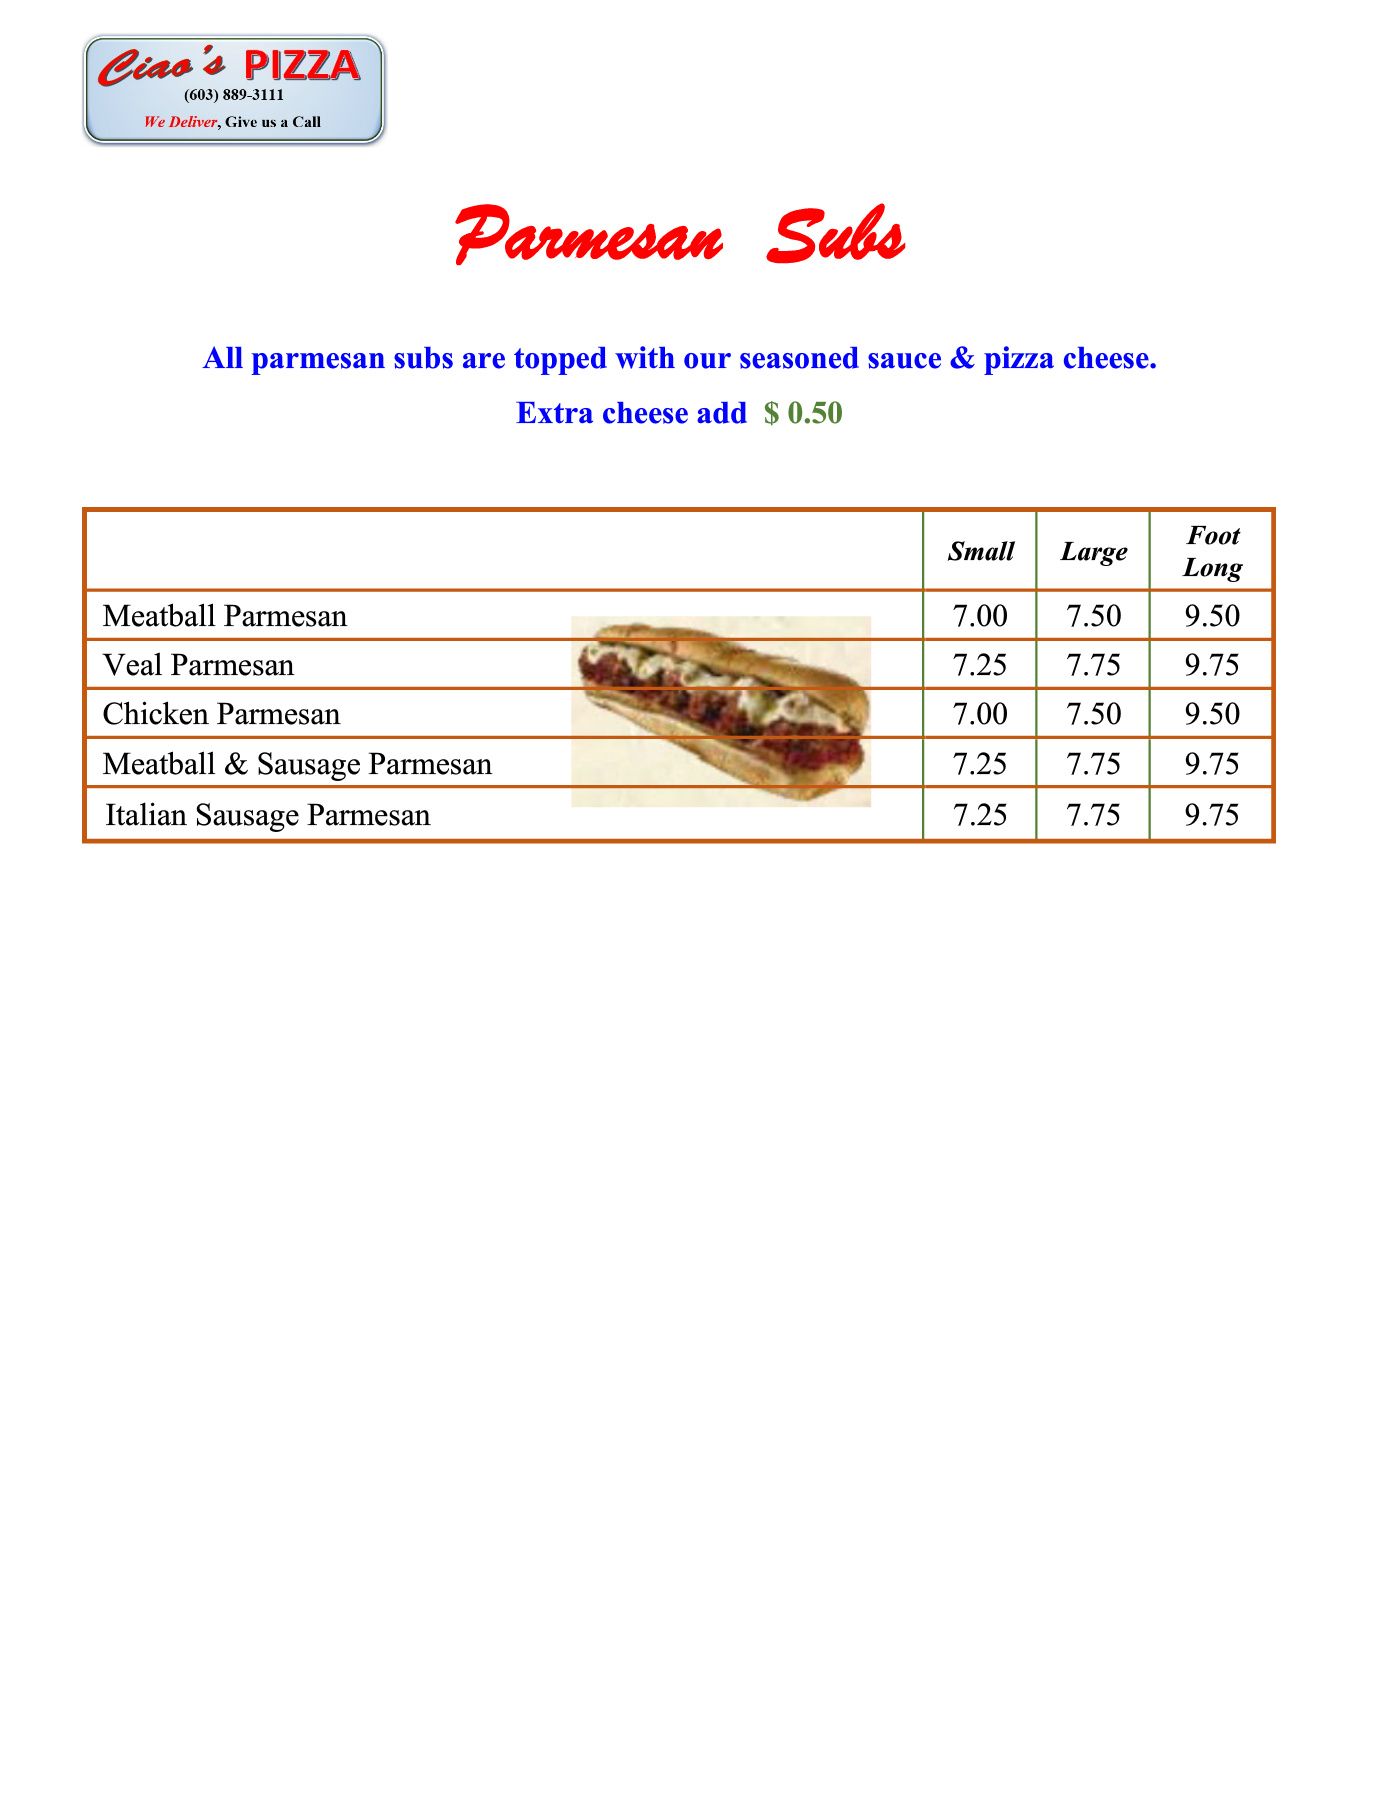 Ciao's PIZZA
(603) 889-3111
We Deliver, Give us a Call
Parmesan Subs
All parmesan subs are topped with our seasoned sauce & pizza cheese.
Extra cheese add $ 0.50
Small Large Foot Long
Meatball Parmesan 7.00 7.50 9.50
Veal Parmesan 7.25 7.75 9.75
Chicken Parmesan 7.00 7.50 9.50
Meatball & Sausage Parmesan 7.25 7.75 9.75
Italian Sausage Parmesan 7.25 7.75 9.75